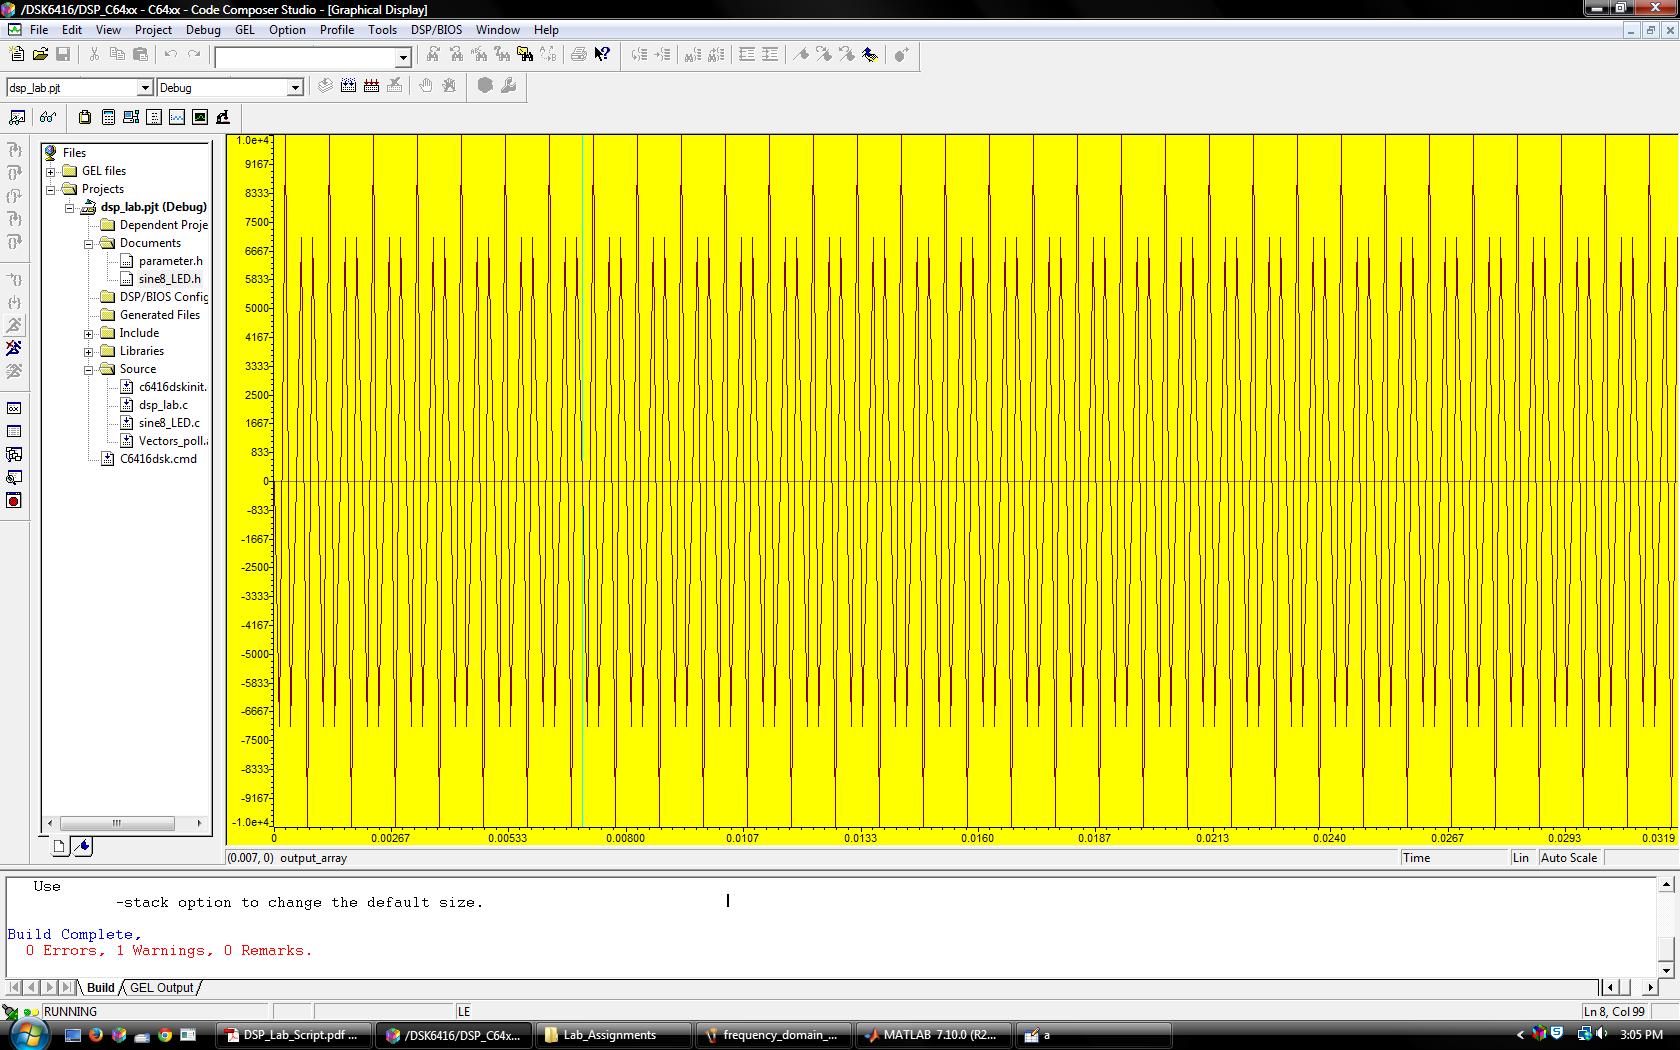 /DSK6416/DSP_C64xx - C64xx - Code Composer Studio - [Graphical Display]
File Edit View Project Debug GEL Option Profile Tools DSP/BIOS Window Help
dsp_lab.pjt Debug
Files
GEL files
Projects
dsp_lab.pjt (Debug)
Dependent Proje
Documents
parameter.h
sine8_LED.h
DSP/BIOS Config
Generated Files
Include
Libraries
Source
c6416dskinit.
dsp_lab.c
sine8_LED.c
Vectors_poll.a
C6416dsk.cmd
1.0e+4
9167
8333
7500
6667
5833
5000
4167
3333
2500
1667
833
0
-833
-1667
-2500
-3333
-4167
-5000
-5833
-6667
-7500
-8333
-9167
-1.0e+4
0 0.00267 0.00533 0.00800 0.0107 0.0133 0.0160 0.0187 0.0213 0.0240 0.0267 0.0293 0.0319
(0.007, 0) output_array Time Lin Auto Scale
Use
-stack option to change the default size.
Build Complete,
0 Errors, 1 Warnings, 0 Remarks.
Build GEL Output
RUNNING LE Ln 8, Col 99
DSP_Lab_Script.pdf ... /DSK6416/DSP_C64x... Lab_Assignments frequency_domain_... MATLAB 7.10.0 (R2... a 3:05 PM